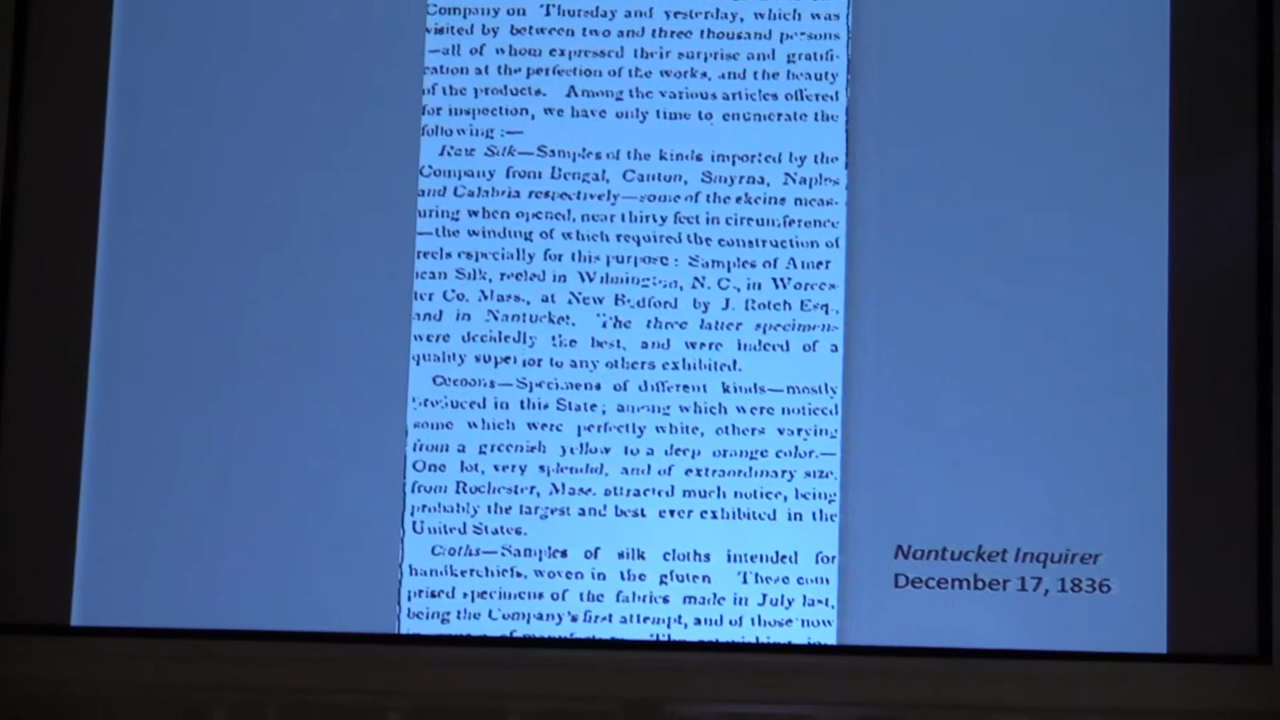 Company on Thursday and yesterday, which was
visited by between two and three thousand persons
—all of whom expressed their surprise and gratifi-
cation at the perfection of the works, and the beauty
of the products. Among the various articles offered
for inspection, we have only time to enumerate the
following :—
Raw Silk—Samples of the kinds imported by the
Company from Bengal, Canton, Smyrna, Naples
and Calabria respectively—some of the skeins meas-
uring when opened, near thirty feet in circumference
—the winding of which required the construction of
reels especially for this purpose : Samples of Amer
ican Silk, reeled in Wilmington, N. C., in Worces-
ter Co. Mass., at New Bedford by J. Rotch Esq.,
and in Nantucket. The three latter specimens
were decidedly the best, and were indeed of a
quality superior to any others exhibited.
Cocoons—Specimens of different kinds—mostly
produced in this State; among which were noticed
some which were perfectly white, others varying
from a greenish yellow to a deep orange color.—
One lot, very splendid, and of extraordinary size,
from Rochester, Mass. attracted much notice, being
probably the largest and best ever exhibited in the
United States.
Cloths—Samples of silk cloths intended for
handkerchiefs, woven in the gluten These com
prised specimens of the fabrics made in July last,
being the Company's first attempt, and of those now
Nantucket Inquirer
December 17, 1836